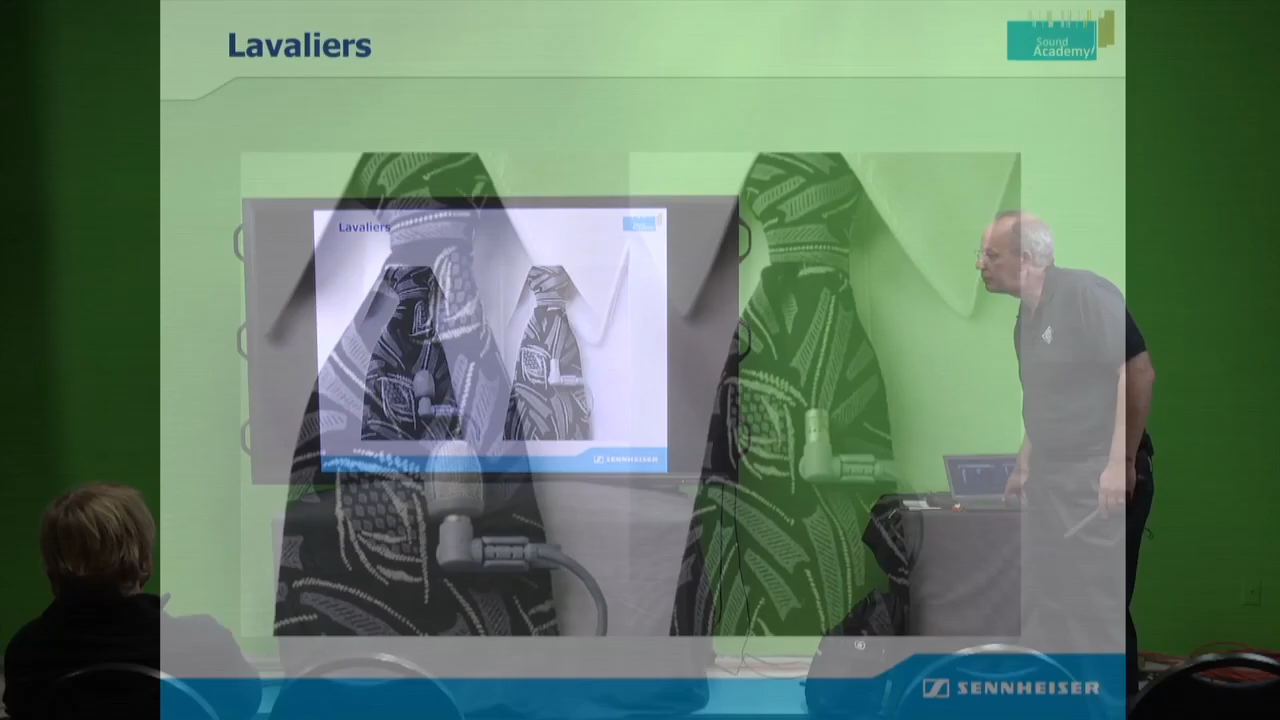 Lavaliers
Sound
Academy
Lavaliers
SENNHEISER
SENNHEISER